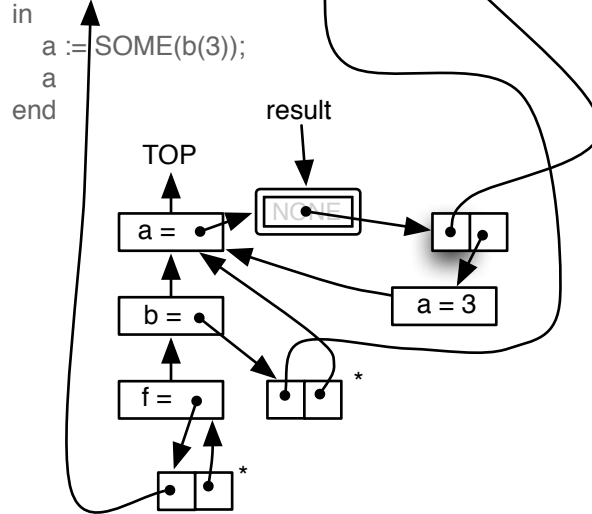 in
a := SOME(b(3));
a
end
result
TOP
NONE
a =
b =
a = 3
*
f =
*